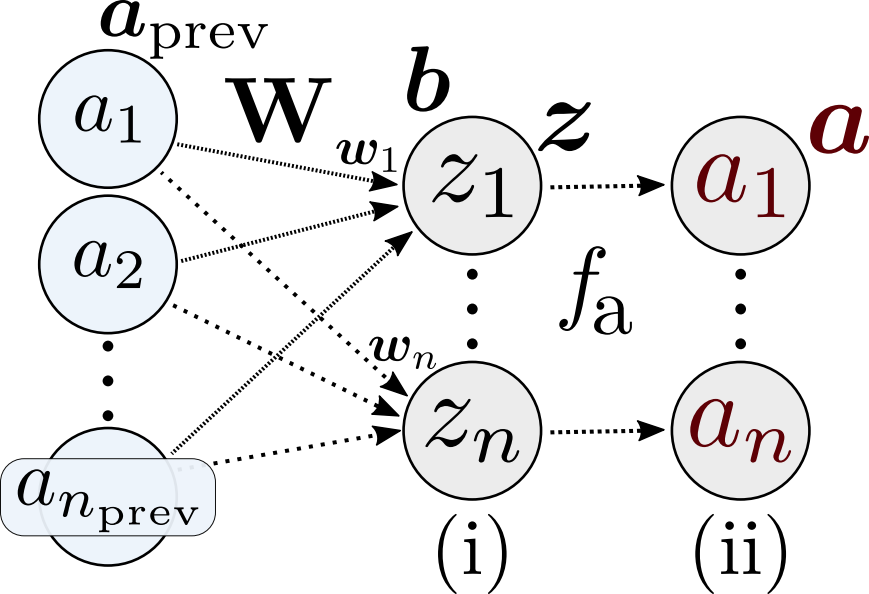 a_prev
W
b
z
a
a_1
w_1
z_1
a_1
a_2
f_a
w_n
z_n
a_n
a_{n_prev}
(i)
(ii)